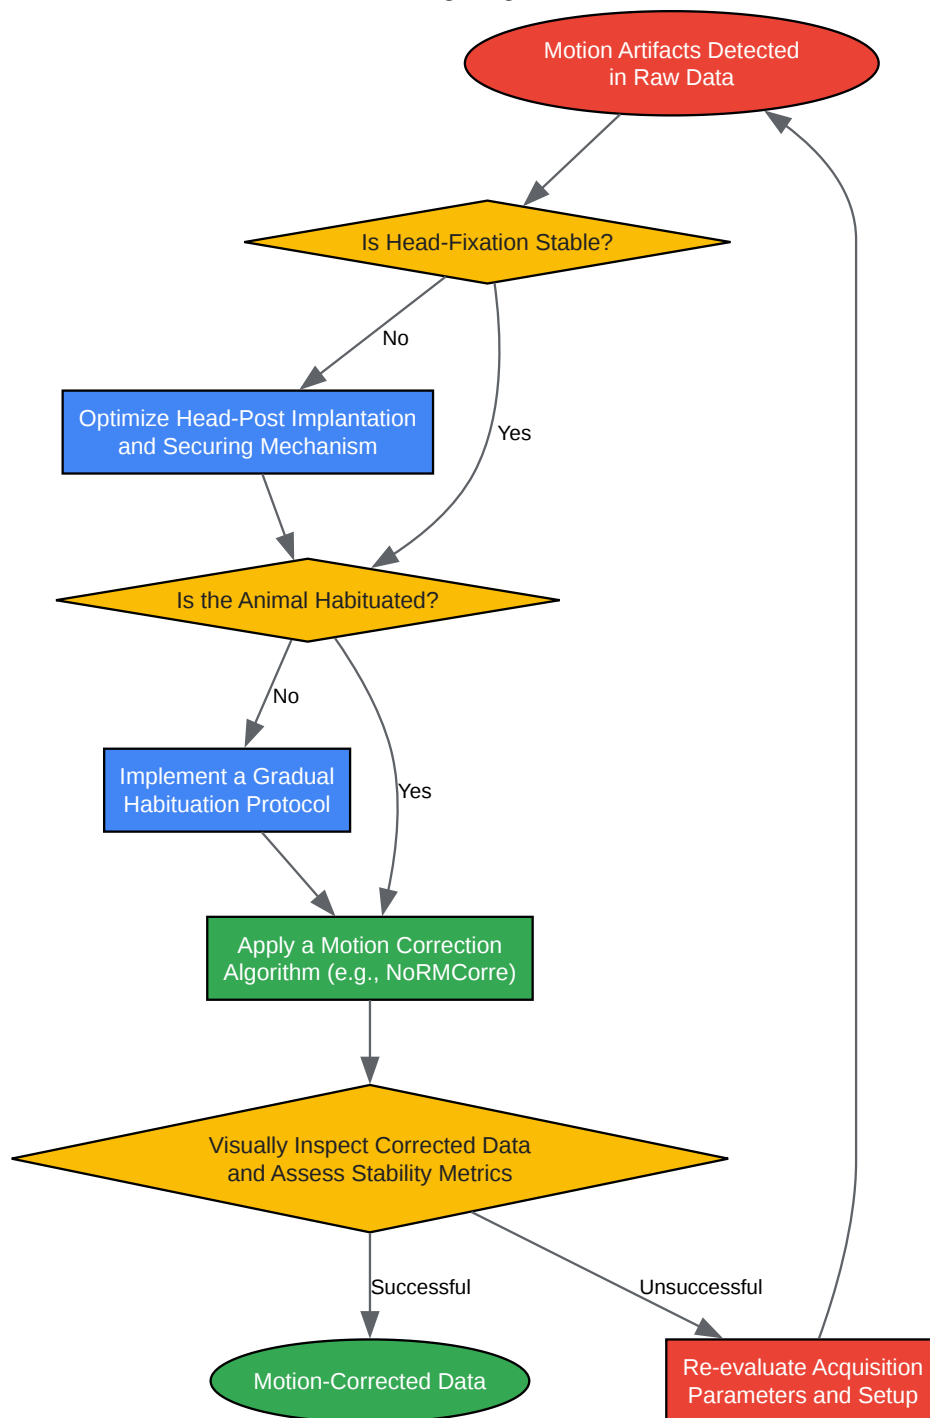 Motion Artifacts Detected
in Raw Data
Is Head-Fixation Stable?
No
Optimize Head-Post Implantation
and Securing Mechanism
Yes
Is the Animal Habituated?
No
Implement a Gradual
Habituation Protocol
Yes
Apply a Motion Correction
Algorithm (e.g., NoRMCorre)
Visually Inspect Corrected Data
and Assess Stability Metrics
Successful
Unsuccessful
Motion-Corrected Data
Re-evaluate Acquisition
Parameters and Setup